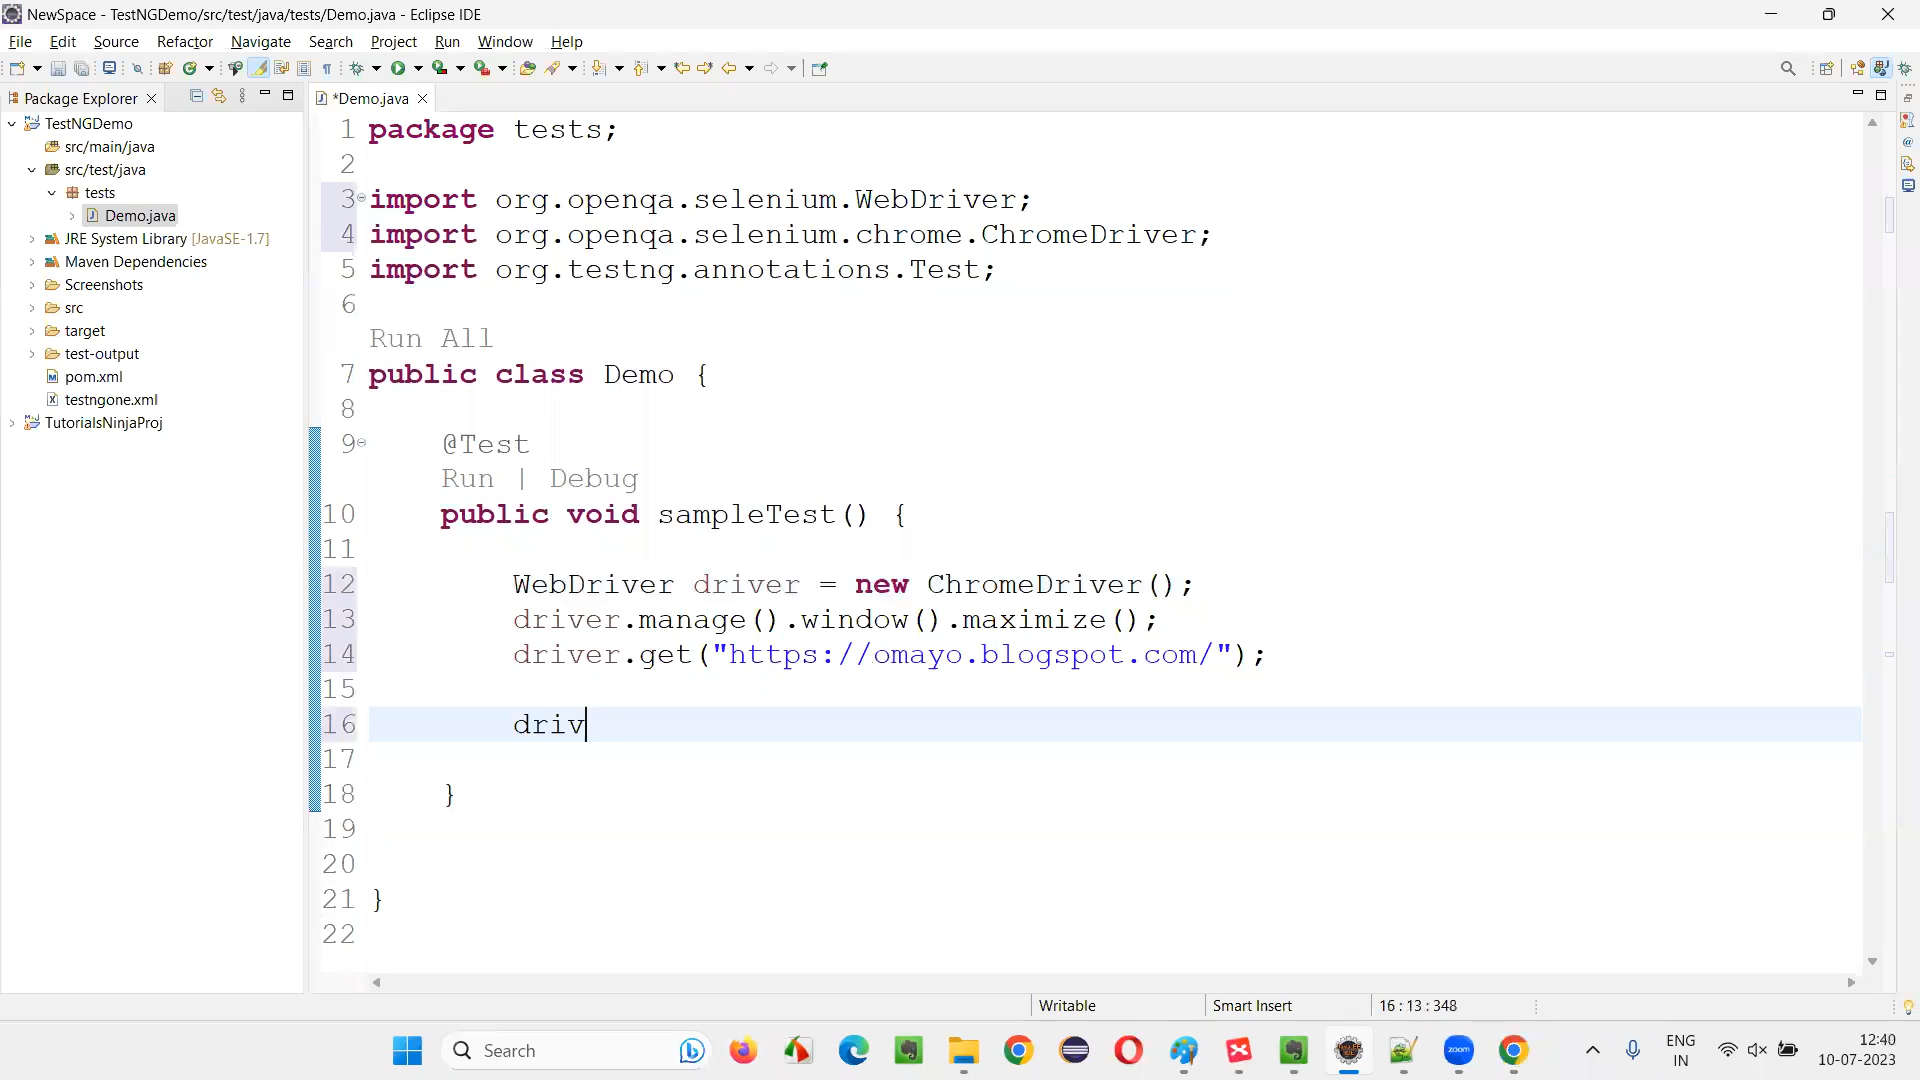 NewSpace - TestNGDemo/src/test/java/tests/Demo.java - Eclipse IDE
File Edit Source Refactor Navigate Search Project Run Window Help
Package Explorer
*Demo.java
TestNGDemo
src/main/java
src/test/java
tests
Demo.java
JRE System Library [JavaSE-1.7]
Maven Dependencies
Screenshots
src
target
test-output
pom.xml
testngone.xml
TutorialsNinjaProj
1 package tests;
2
3 import org.openqa.selenium.WebDriver;
4 import org.openqa.selenium.chrome.ChromeDriver;
5 import org.testng.annotations.Test;
6
Run All
7 public class Demo {
8
9 @Test
Run | Debug
10 public void sampleTest() {
11
12 WebDriver driver = new ChromeDriver();
13 driver.manage().window().maximize();
14 driver.get("https://omayo.blogspot.com/");
15
16 driv
17
18 }
19
20
21 }
22
Writable Smart Insert 16 : 13 : 348
Search
zoom
ENG
IN
12:40
10-07-2023